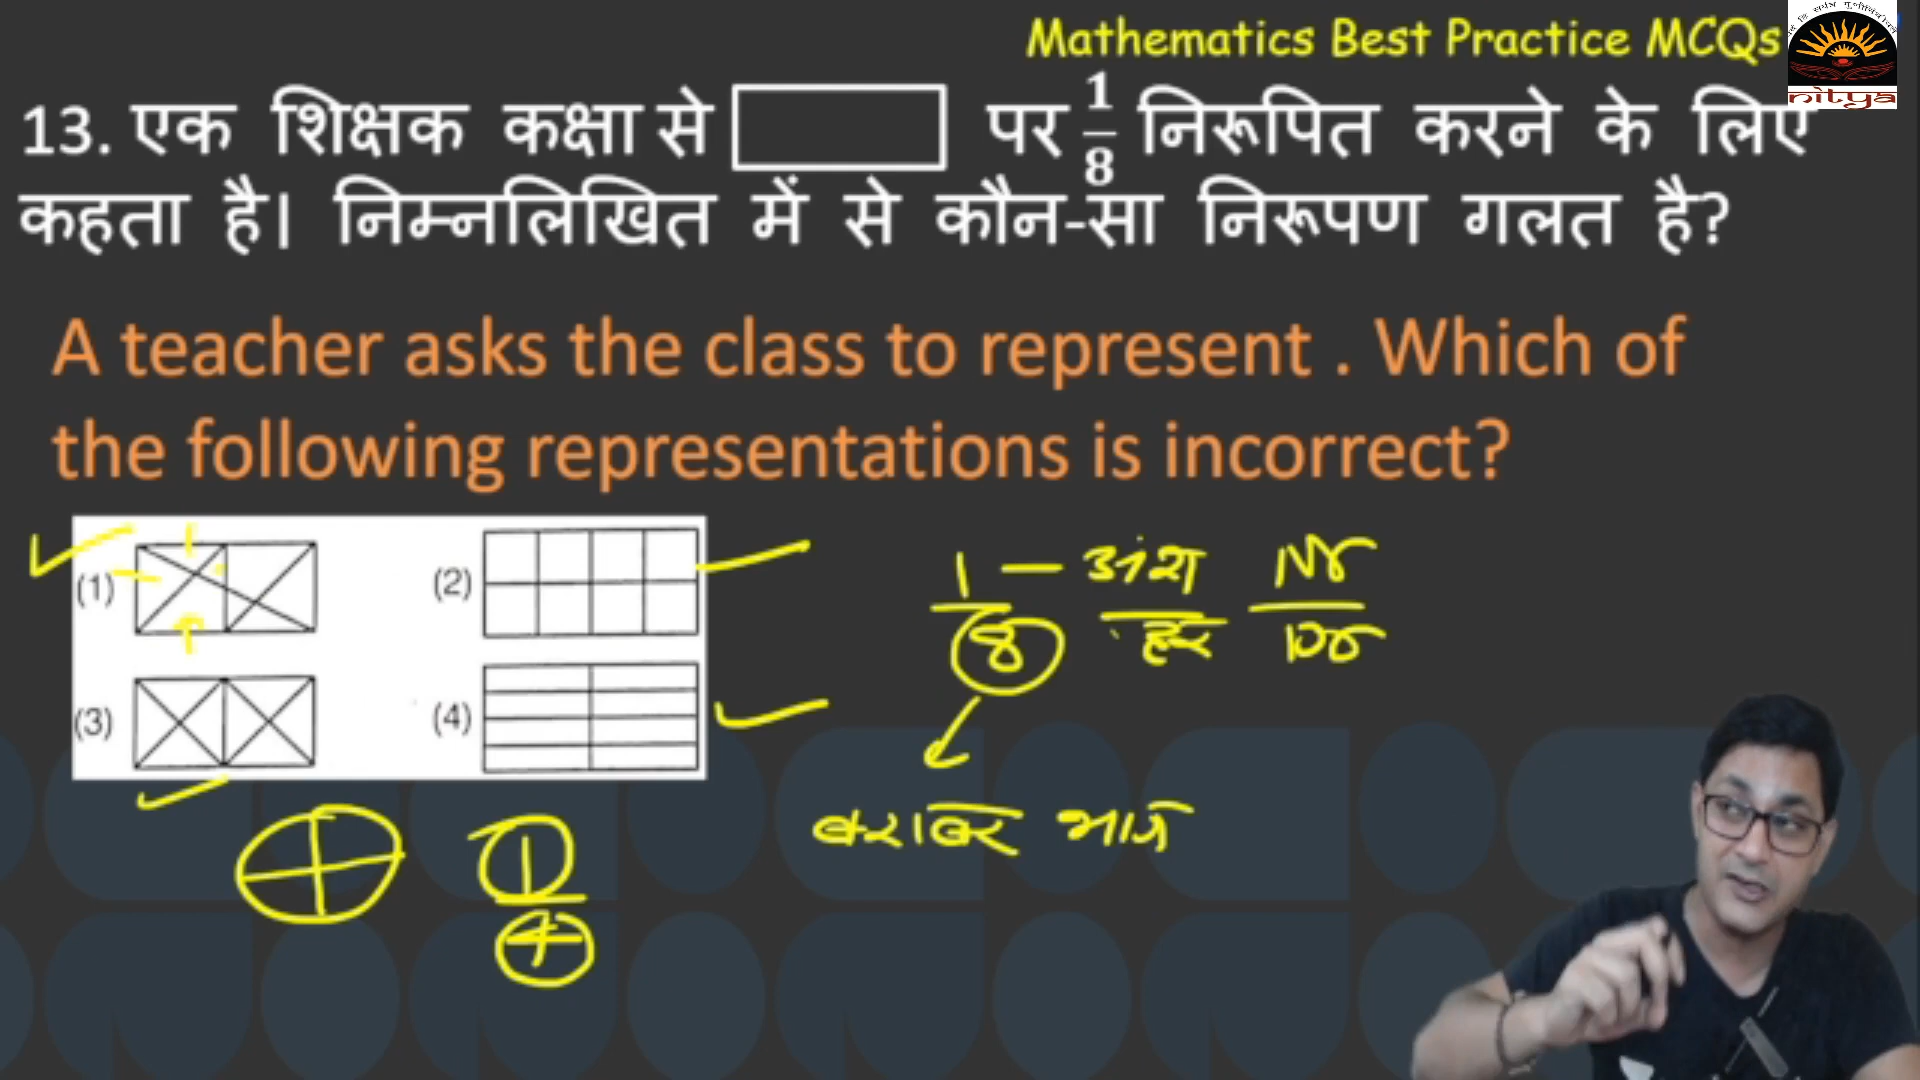 Mathematics Best Practice MCQs
nitya
13. एक शिक्षक कक्षा से पर 1/8 निरूपित करने के लिए
कहता है। निम्नलिखित में से कौन-सा निरूपण गलत है?
A teacher asks the class to represent . Which of
the following representations is incorrect?
(1) (2)
(3) (4)
1/8 — अंश/हर Nr/Dr
बराबर भाग
1/4